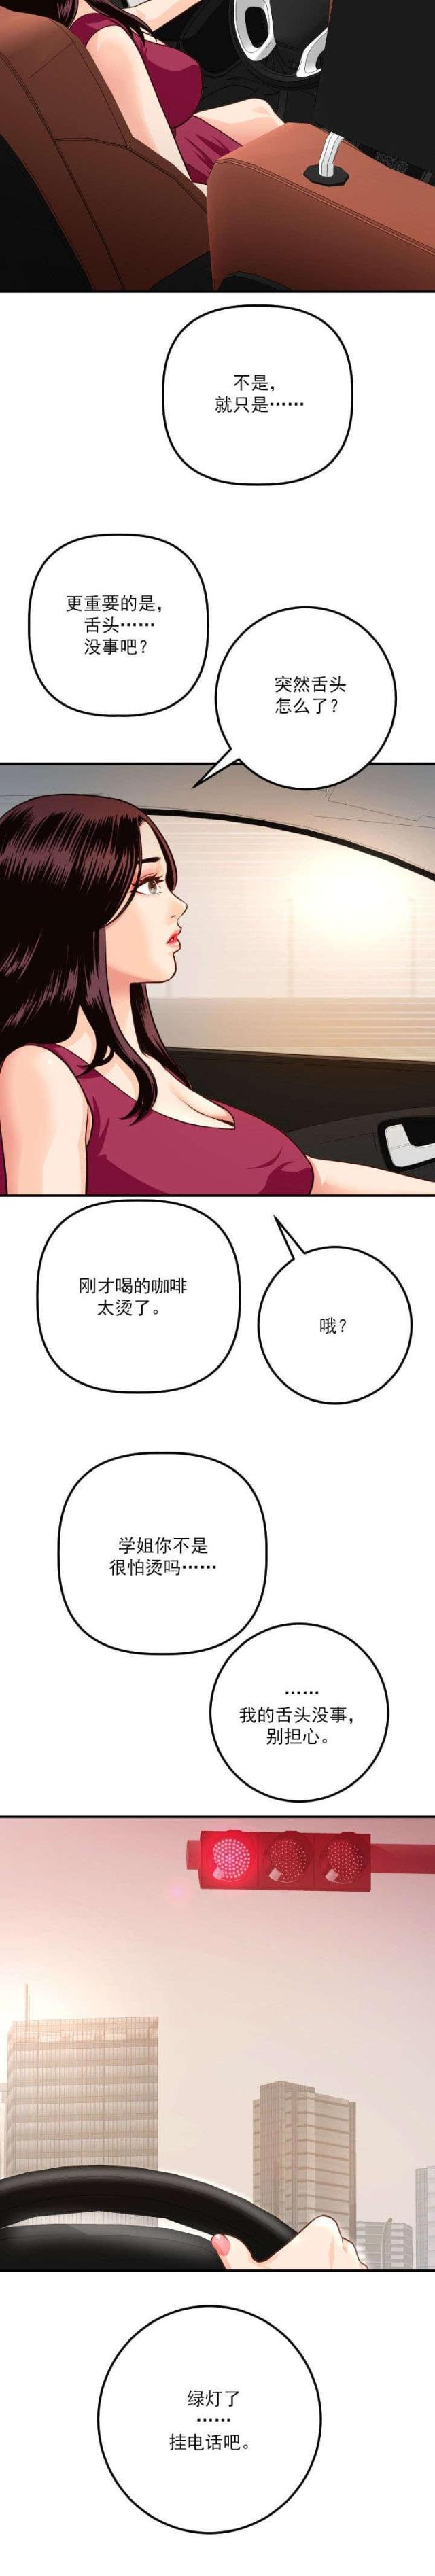 不是，
就只是……
更重要的是，
舌头……
没事吧？
突然舌头
怎么了？
刚才喝的咖啡
太烫了。
哦？
学姐你不是
很怕烫吗……
……
我的舌头没事，
别担心。
绿灯了
……
挂电话吧。